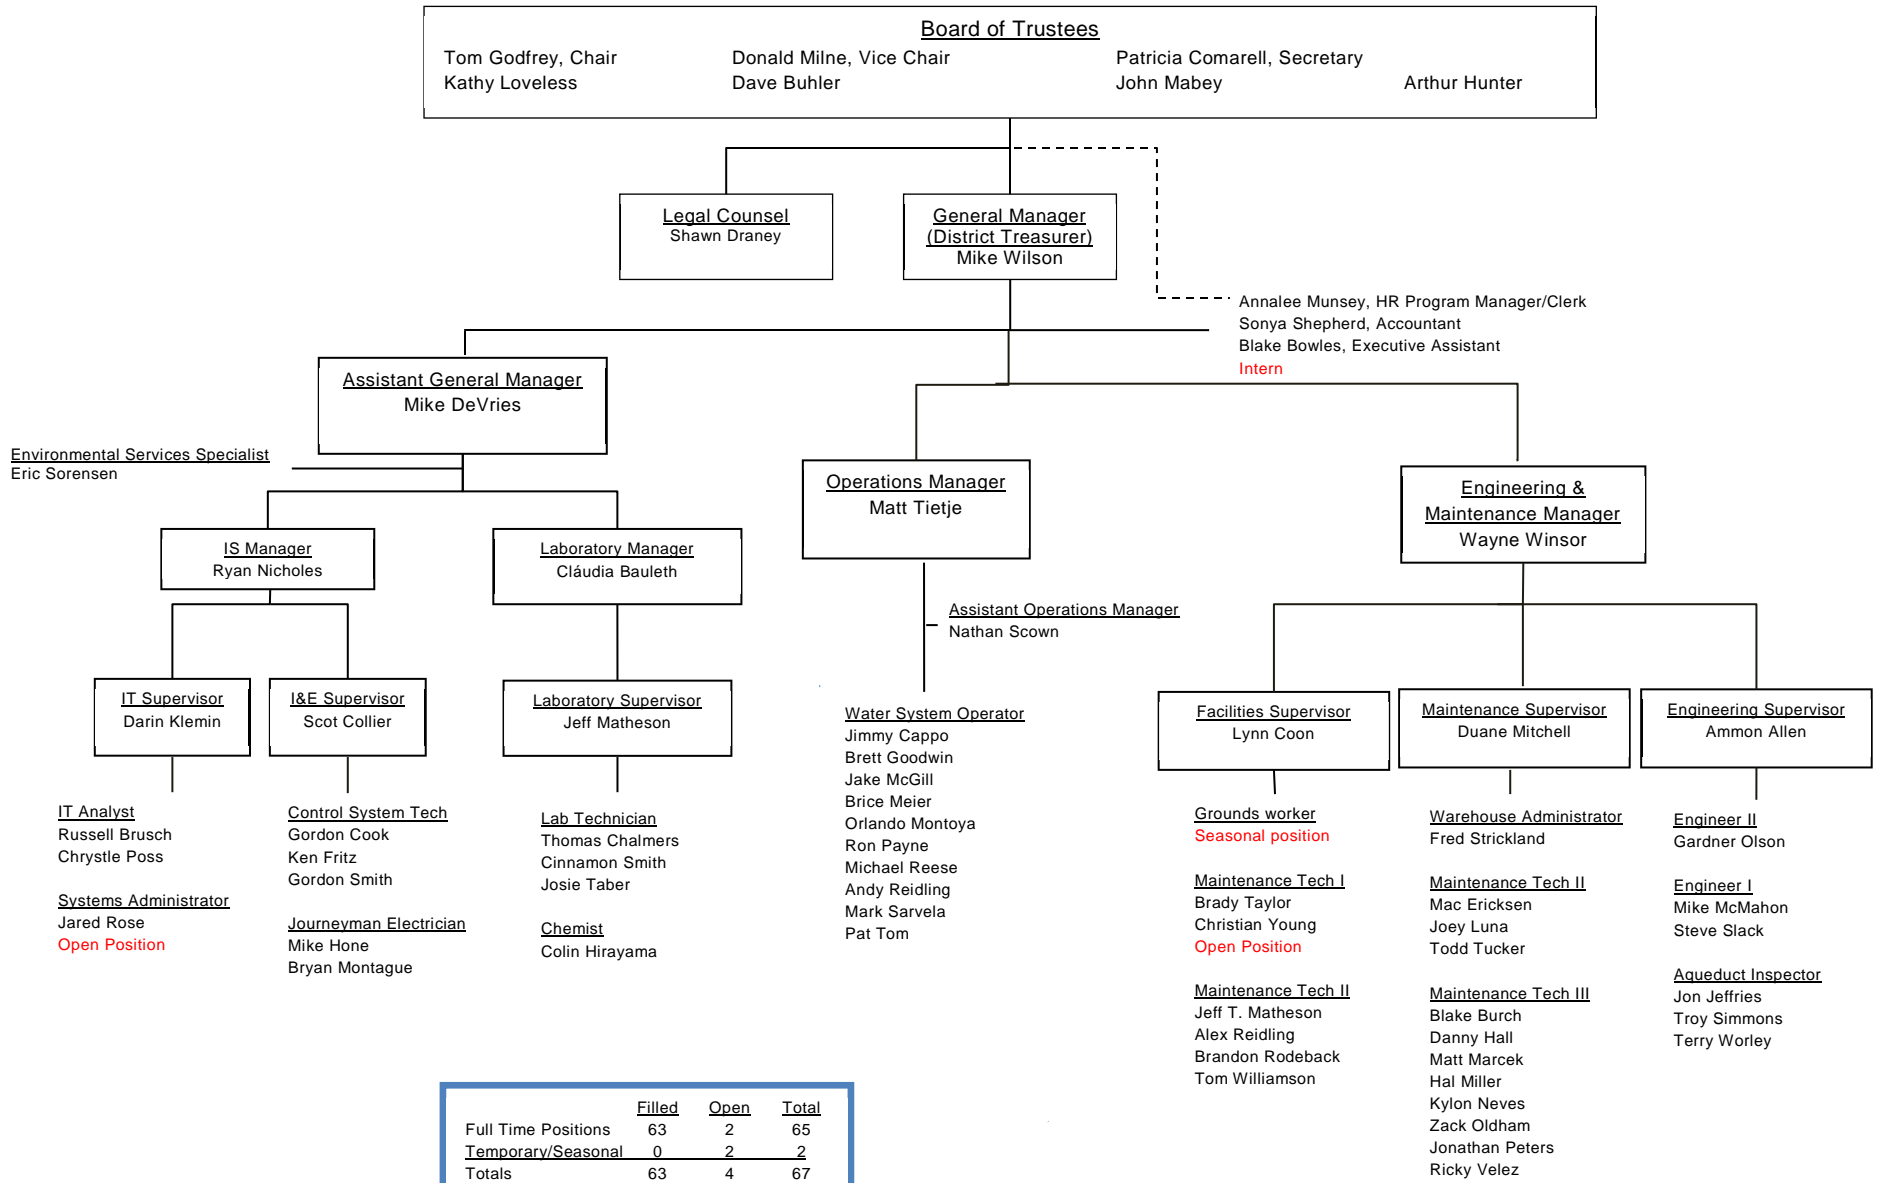 Board of Trustees
Tom Godfrey, Chair Donald Milne, Vice Chair Patricia Comarell, Secretary
Kathy Loveless Dave Buhler John Mabey Arthur Hunter
Legal Counsel
Shawn Draney
General Manager
(District Treasurer)
Mike Wilson
Annalee Munsey, HR Program Manager/Clerk
Sonya Shepherd, Accountant
Blake Bowles, Executive Assistant
Intern
Assistant General Manager
Mike DeVries
Environmental Services Specialist
Eric Sorensen
Operations Manager
Matt Tietje
Engineering &
Maintenance Manager
Wayne Winsor
IS Manager
Ryan Nicholes
Laboratory Manager
Cláudia Bauleth
Assistant Operations Manager
Nathan Scown
IT Supervisor
Darin Klemin
I&E Supervisor
Scot Collier
Laboratory Supervisor
Jeff Matheson
Facilities Supervisor
Lynn Coon
Maintenance Supervisor
Duane Mitchell
Engineering Supervisor
Ammon Allen
IT Analyst
Russell Brusch
Chrystle Poss
Systems Administrator
Jared Rose
Open Position
Control System Tech
Gordon Cook
Ken Fritz
Gordon Smith
Journeyman Electrician
Mike Hone
Bryan Montague
Lab Technician
Thomas Chalmers
Cinnamon Smith
Josie Taber
Chemist
Colin Hirayama
Water System Operator
Jimmy Cappo
Brett Goodwin
Jake McGill
Brice Meier
Orlando Montoya
Ron Payne
Michael Reese
Andy Reidling
Mark Sarvela
Pat Tom
Grounds worker
Seasonal position
Maintenance Tech I
Brady Taylor
Christian Young
Open Position
Maintenance Tech II
Jeff T. Matheson
Alex Reidling
Brandon Rodeback
Tom Williamson
Warehouse Administrator
Fred Strickland
Maintenance Tech II
Mac Ericksen
Joey Luna
Todd Tucker
Maintenance Tech III
Blake Burch
Danny Hall
Matt Marcek
Hal Miller
Kylon Neves
Zack Oldham
Jonathan Peters
Ricky Velez
Engineer II
Gardner Olson
Engineer I
Mike McMahon
Steve Slack
Aqueduct Inspector
Jon Jeffries
Troy Simmons
Terry Worley
Filled Open Total
Full Time Positions 63 2 65
Temporary/Seasonal 0 2 2
Totals 63 4 67